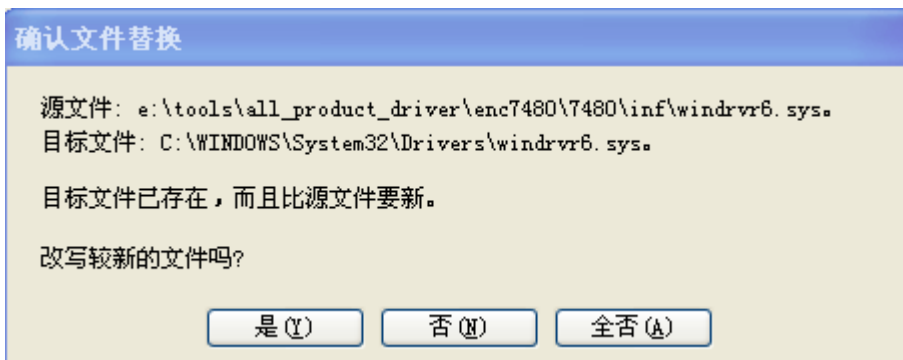 确认文件替换
源文件: e:\tools\all_product_driver\enc7480\7480\inf\windrvr6.sys。
目标文件: C:\WINDOWS\System32\Drivers\windrvr6.sys。
目标文件已存在，而且比源文件要新。
改写较新的文件吗?
是(Y) 否(N) 全否(A)